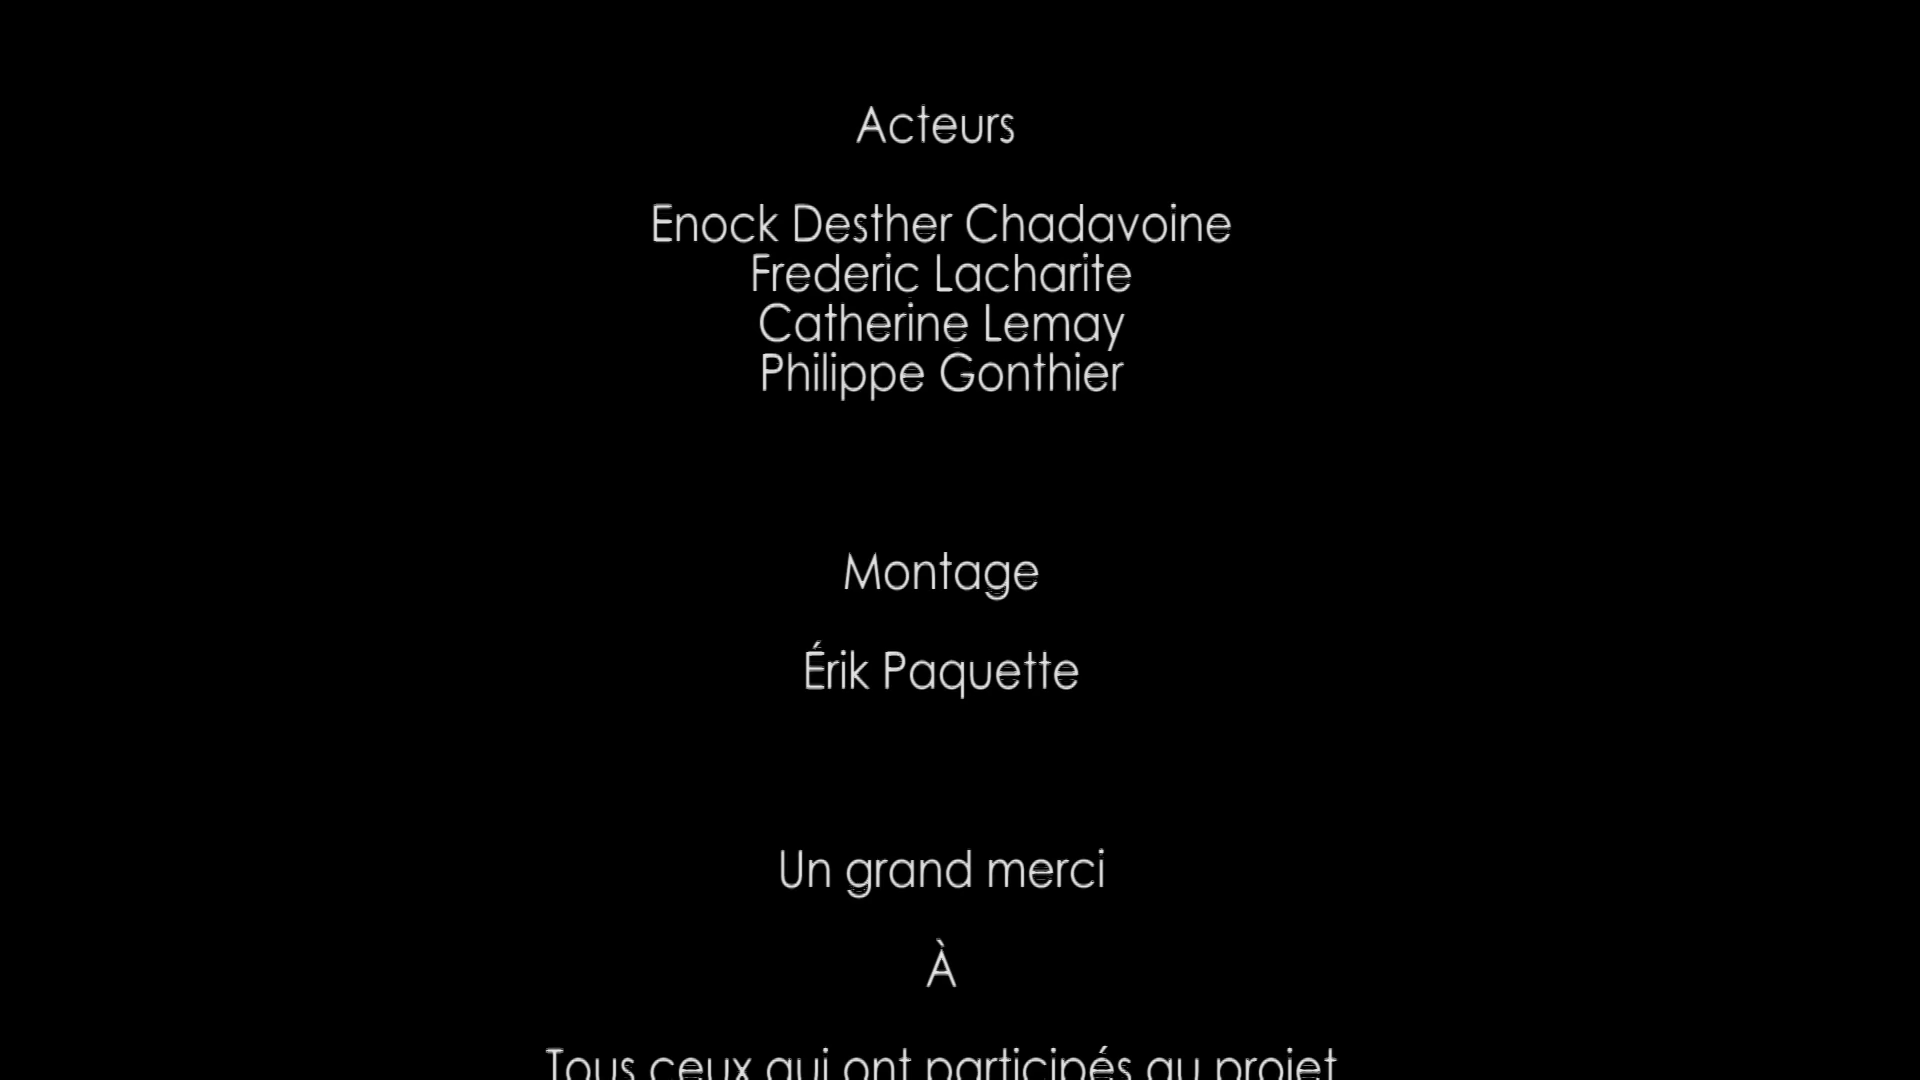 Acteurs
Enock Desther Chadavoine
Frederic Lacharite
Catherine Lemay
Philippe Gonthier
Montage
Érik Paquette
Un grand merci
À
Tous ceux qui ont participés au projet